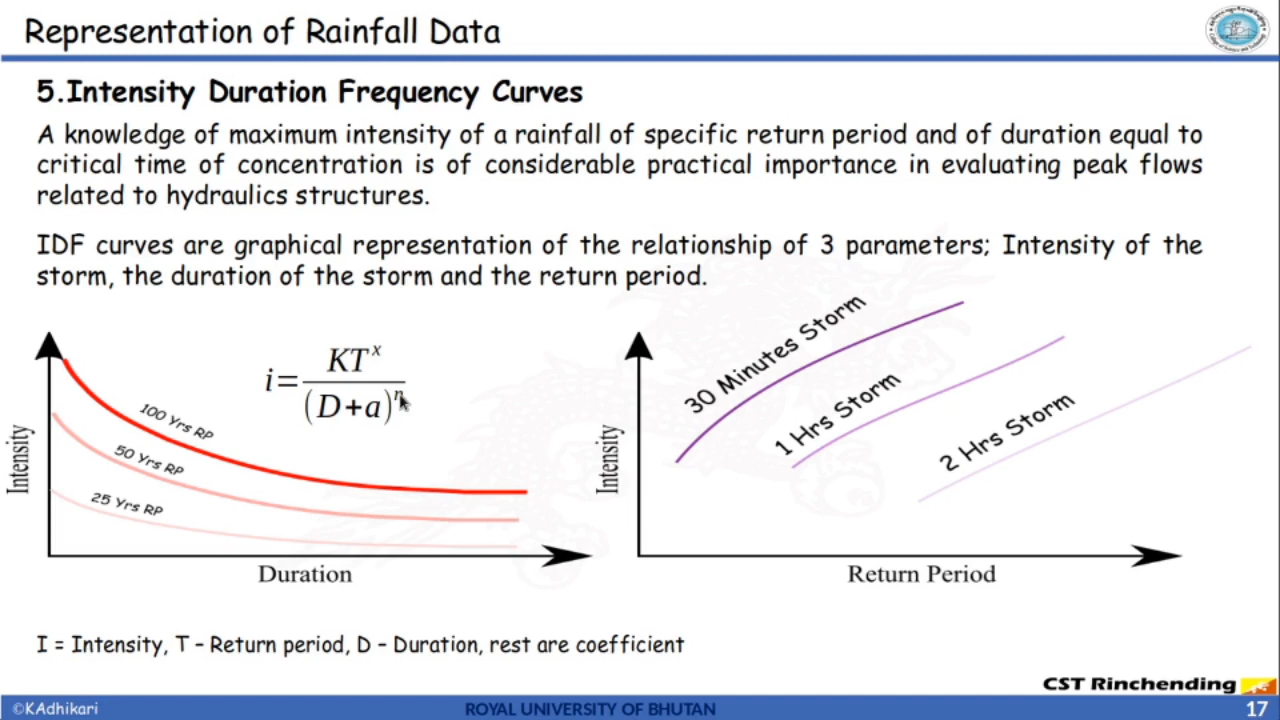 Representation of Rainfall Data
5.Intensity Duration Frequency Curves
A knowledge of maximum intensity of a rainfall of specific return period and of duration equal to
critical time of concentration is of considerable practical importance in evaluating peak flows
related to hydraulics structures.
IDF curves are graphical representation of the relationship of 3 parameters; Intensity of the
storm, the duration of the storm and the return period.
i=KT^x/(D+a)^n
100 Yrs RP
50 Yrs RP
25 Yrs RP
Intensity
Duration
30 Minutes Storm
1 Hrs Storm
2 Hrs Storm
Intensity
Return Period
I = Intensity, T – Return period, D – Duration, rest are coefficient
CST Rinchending
©KAdhikari
ROYAL UNIVERSITY OF BHUTAN
17